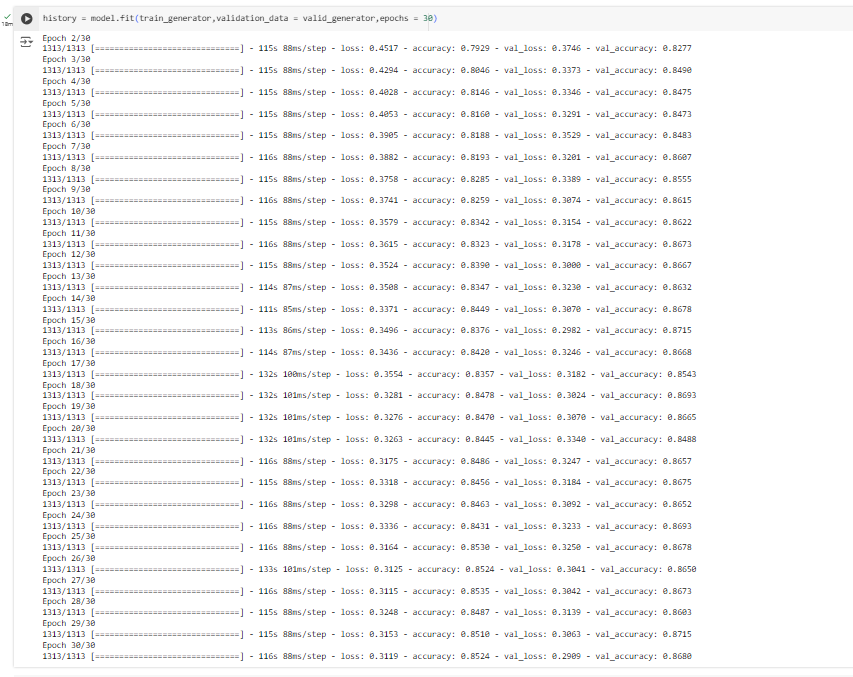 history = model.fit(train_generator,validation_data = valid_generator,epochs = 30)
18m
Epoch 2/30
1313/1313 [==============================] - 115s 88ms/step - loss: 0.4517 - accuracy: 0.7929 - val_loss: 0.3746 - val_accuracy: 0.8277
Epoch 3/30
1313/1313 [==============================] - 115s 88ms/step - loss: 0.4294 - accuracy: 0.8046 - val_loss: 0.3373 - val_accuracy: 0.8490
Epoch 4/30
1313/1313 [==============================] - 115s 88ms/step - loss: 0.4028 - accuracy: 0.8146 - val_loss: 0.3346 - val_accuracy: 0.8475
Epoch 5/30
1313/1313 [==============================] - 115s 88ms/step - loss: 0.4053 - accuracy: 0.8160 - val_loss: 0.3291 - val_accuracy: 0.8473
Epoch 6/30
1313/1313 [==============================] - 115s 88ms/step - loss: 0.3905 - accuracy: 0.8188 - val_loss: 0.3529 - val_accuracy: 0.8483
Epoch 7/30
1313/1313 [==============================] - 116s 88ms/step - loss: 0.3882 - accuracy: 0.8193 - val_loss: 0.3201 - val_accuracy: 0.8607
Epoch 8/30
1313/1313 [==============================] - 115s 88ms/step - loss: 0.3758 - accuracy: 0.8285 - val_loss: 0.3389 - val_accuracy: 0.8555
Epoch 9/30
1313/1313 [==============================] - 116s 88ms/step - loss: 0.3741 - accuracy: 0.8259 - val_loss: 0.3074 - val_accuracy: 0.8615
Epoch 10/30
1313/1313 [==============================] - 115s 88ms/step - loss: 0.3579 - accuracy: 0.8342 - val_loss: 0.3154 - val_accuracy: 0.8622
Epoch 11/30
1313/1313 [==============================] - 116s 88ms/step - loss: 0.3615 - accuracy: 0.8323 - val_loss: 0.3178 - val_accuracy: 0.8673
Epoch 12/30
1313/1313 [==============================] - 115s 88ms/step - loss: 0.3524 - accuracy: 0.8390 - val_loss: 0.3000 - val_accuracy: 0.8667
Epoch 13/30
1313/1313 [==============================] - 114s 87ms/step - loss: 0.3508 - accuracy: 0.8347 - val_loss: 0.3230 - val_accuracy: 0.8632
Epoch 14/30
1313/1313 [==============================] - 111s 85ms/step - loss: 0.3371 - accuracy: 0.8449 - val_loss: 0.3070 - val_accuracy: 0.8678
Epoch 15/30
1313/1313 [==============================] - 113s 86ms/step - loss: 0.3496 - accuracy: 0.8376 - val_loss: 0.2982 - val_accuracy: 0.8715
Epoch 16/30
1313/1313 [==============================] - 114s 87ms/step - loss: 0.3436 - accuracy: 0.8420 - val_loss: 0.3246 - val_accuracy: 0.8668
Epoch 17/30
1313/1313 [==============================] - 132s 100ms/step - loss: 0.3554 - accuracy: 0.8357 - val_loss: 0.3182 - val_accuracy: 0.8543
Epoch 18/30
1313/1313 [==============================] - 132s 101ms/step - loss: 0.3281 - accuracy: 0.8478 - val_loss: 0.3024 - val_accuracy: 0.8693
Epoch 19/30
1313/1313 [==============================] - 132s 101ms/step - loss: 0.3276 - accuracy: 0.8470 - val_loss: 0.3070 - val_accuracy: 0.8665
Epoch 20/30
1313/1313 [==============================] - 132s 101ms/step - loss: 0.3263 - accuracy: 0.8445 - val_loss: 0.3340 - val_accuracy: 0.8488
Epoch 21/30
1313/1313 [==============================] - 116s 88ms/step - loss: 0.3175 - accuracy: 0.8486 - val_loss: 0.3247 - val_accuracy: 0.8657
Epoch 22/30
1313/1313 [==============================] - 115s 88ms/step - loss: 0.3318 - accuracy: 0.8456 - val_loss: 0.3184 - val_accuracy: 0.8675
Epoch 23/30
1313/1313 [==============================] - 116s 88ms/step - loss: 0.3298 - accuracy: 0.8463 - val_loss: 0.3092 - val_accuracy: 0.8652
Epoch 24/30
1313/1313 [==============================] - 116s 88ms/step - loss: 0.3336 - accuracy: 0.8431 - val_loss: 0.3233 - val_accuracy: 0.8693
Epoch 25/30
1313/1313 [==============================] - 116s 88ms/step - loss: 0.3164 - accuracy: 0.8530 - val_loss: 0.3250 - val_accuracy: 0.8678
Epoch 26/30
1313/1313 [==============================] - 133s 101ms/step - loss: 0.3125 - accuracy: 0.8524 - val_loss: 0.3041 - val_accuracy: 0.8650
Epoch 27/30
1313/1313 [==============================] - 116s 88ms/step - loss: 0.3115 - accuracy: 0.8535 - val_loss: 0.3042 - val_accuracy: 0.8673
Epoch 28/30
1313/1313 [==============================] - 115s 88ms/step - loss: 0.3248 - accuracy: 0.8487 - val_loss: 0.3139 - val_accuracy: 0.8603
Epoch 29/30
1313/1313 [==============================] - 115s 88ms/step - loss: 0.3153 - accuracy: 0.8510 - val_loss: 0.3063 - val_accuracy: 0.8715
Epoch 30/30
1313/1313 [==============================] - 116s 88ms/step - loss: 0.3119 - accuracy: 0.8524 - val_loss: 0.2909 - val_accuracy: 0.8680